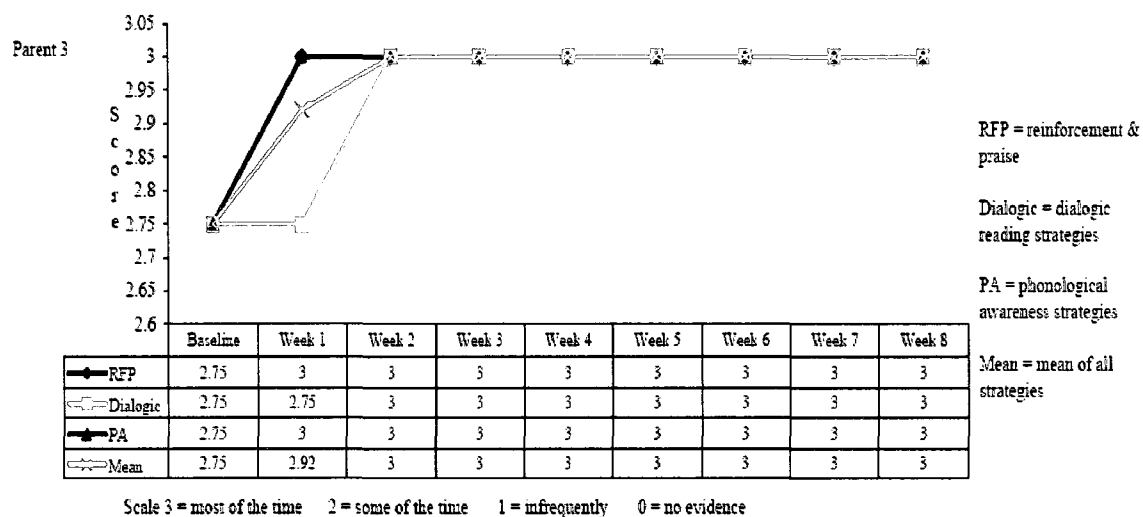 Parent 3
Score
3.05
3
2.95
2.9
2.85
2.8
2.75
2.7
2.65
2.6
Baseline Week 1 Week 2 Week 3 Week 4 Week 5 Week 6 Week 7 Week 8
RFP 2.75 3 3 3 3 3 3 3 3
Dialogic 2.75 2.75 3 3 3 3 3 3 3
PA 2.75 3 3 3 3 3 3 3 3
Mean 2.75 2.92 3 3 3 3 3 3 3
RFP = reinforcement &
praise
Dialogic = dialogic
reading strategies
PA = phonological
awareness strategies
Mean = mean of all
strategies
Scale 3 = most of the time 2 = some of the time 1 = infrequently 0 = no evidence